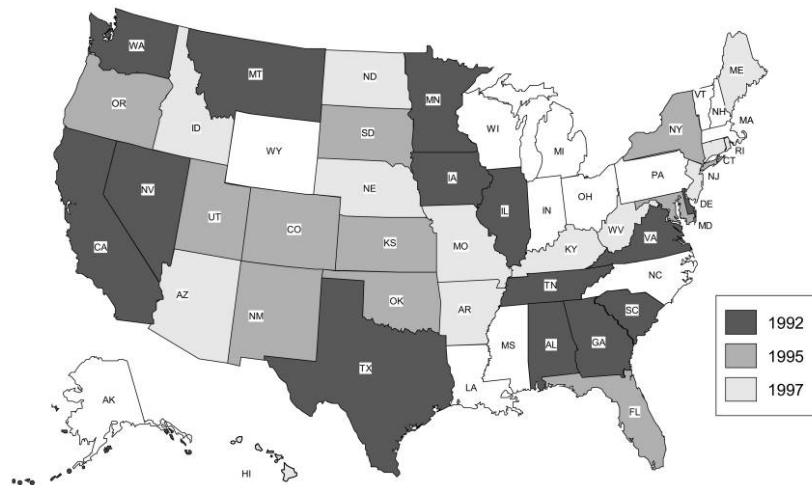 WA
MT
ND
MN
ME
OR
ID
SD
WI
MI
NY
VT
NH
MA
RI
CT
WY
NV
UT
CO
NE
IA
IL
IN
OH
PA
NJ
DE
MD
CA
KS
MO
KY
WV
VA
AZ
NM
OK
AR
TN
NC
SC
TX
LA
MS
AL
GA
FL
AK
HI
1992
1995
1997